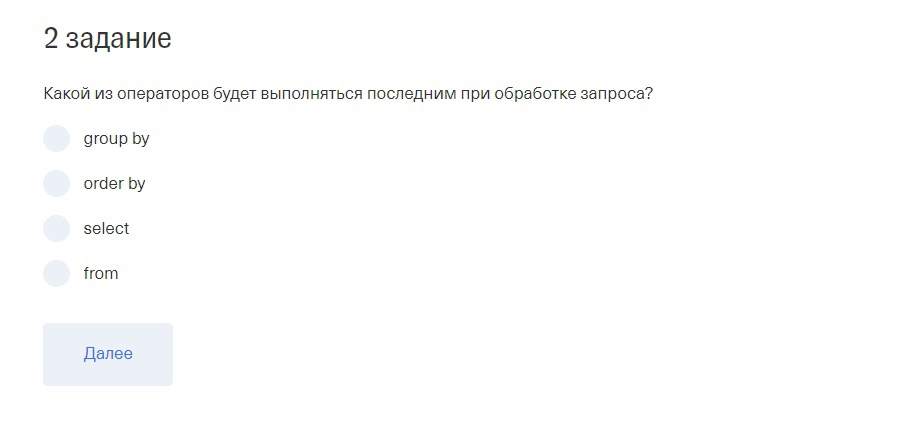 2 задание
Какой из операторов будет выполняться последним при обработке запроса?
group by
order by
select
from
Далее